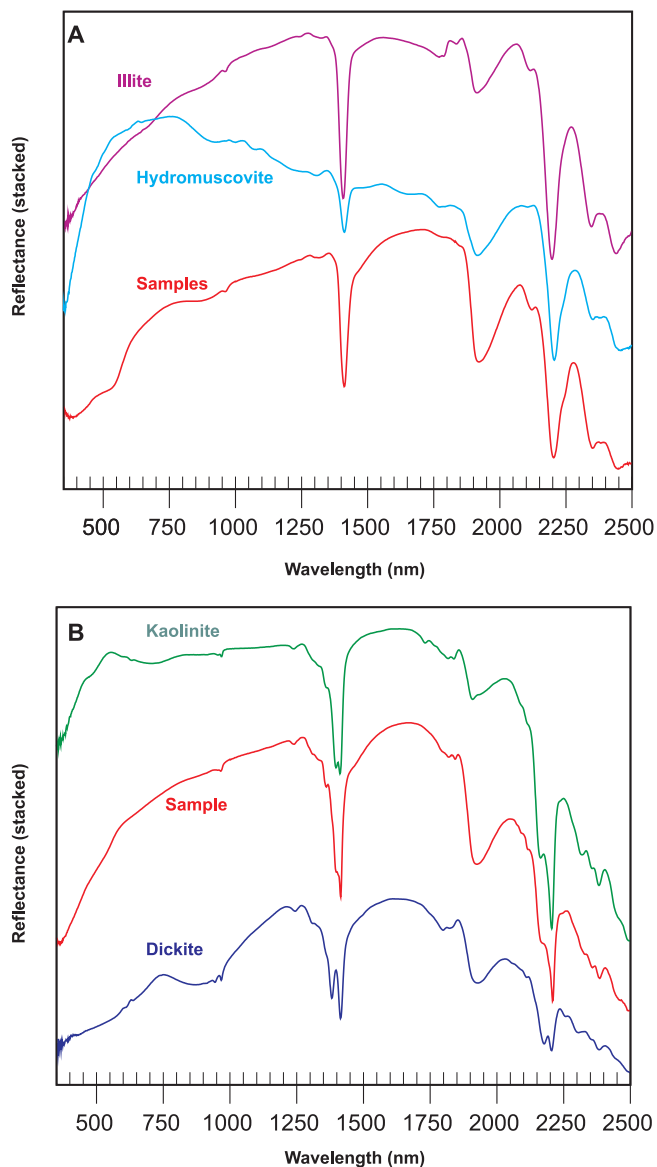 A
Illite
Hydromuscovite
Samples
Reflectance (stacked)
500 750 1000 1250 1500 1750 2000 2250 2500
Wavelength (nm)
B
Kaolinite
Sample
Dickite
Reflectance (stacked)
500 750 1000 1250 1500 1750 2000 2250 2500
Wavelength (nm)